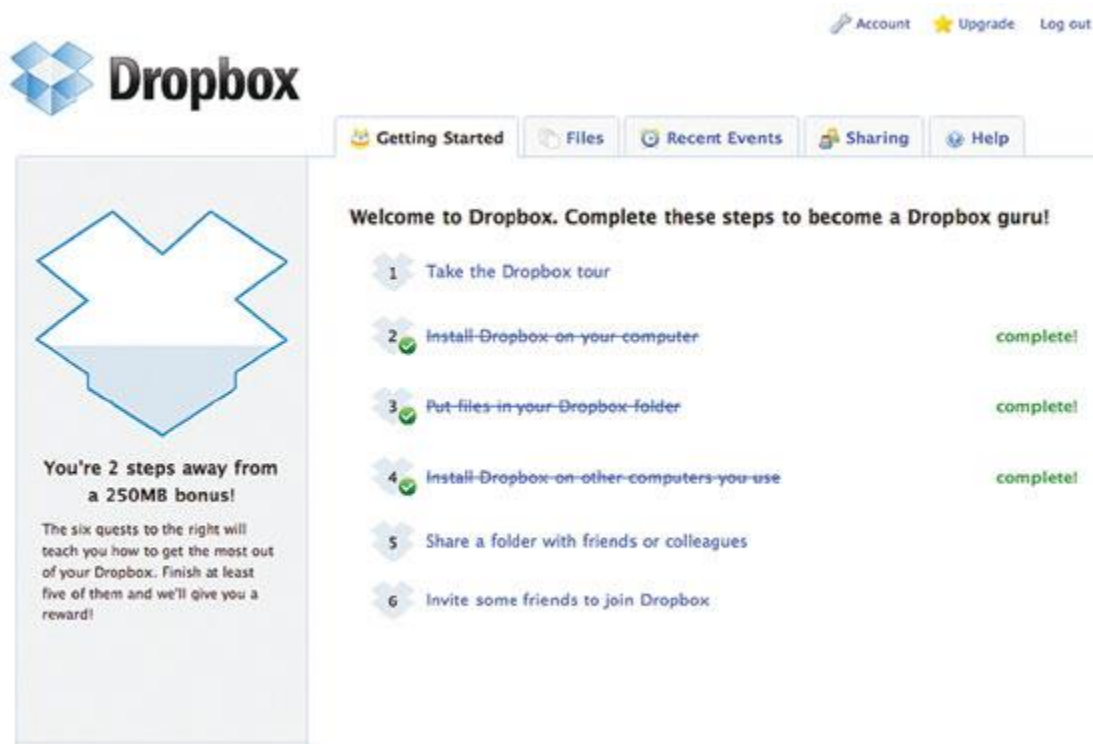 Account Upgrade Log out
Dropbox
Getting Started Files Recent Events Sharing Help
Welcome to Dropbox. Complete these steps to become a Dropbox guru!
1 Take the Dropbox tour
2 Install Dropbox on your computer complete!
3 Put files in your Dropbox folder complete!
4 Install Dropbox on other computers you use complete!
5 Share a folder with friends or colleagues
6 Invite some friends to join Dropbox
You're 2 steps away from
a 250MB bonus!
The six quests to the right will
teach you how to get the most out
of your Dropbox. Finish at least
five of them and we'll give you a
reward!